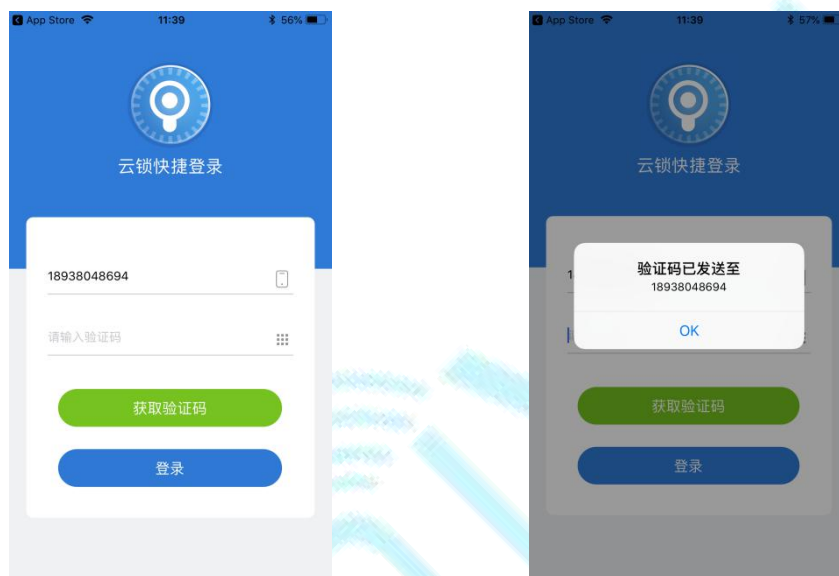 App Store 11:39 56%
云锁快捷登录
18938048694
请输入验证码
获取验证码
登录
App Store 11:39 57%
云锁快捷登录
1
验证码已发送至
18938048694
OK
获取验证码
登录